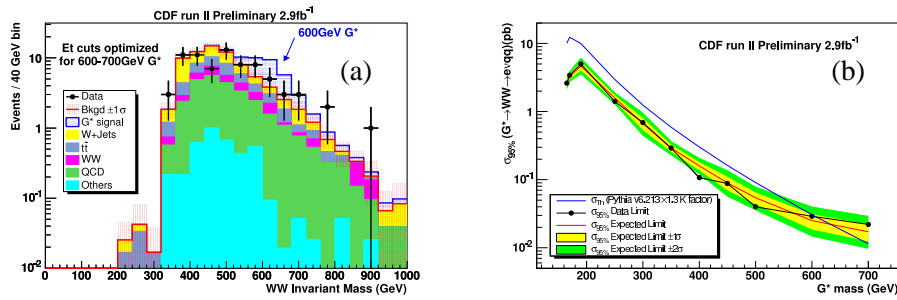 CDF run II Preliminary 2.9fb⁻¹
Events / 40 GeV bin
10
1
10⁻¹
10⁻²
Et cuts optimized
for 600-700GeV G*
600GeV G*
(a)
Data
Bkgd ±1σ
G* signal
W+Jets
tt̄
WW
QCD
Others
0 100 200 300 400 500 600 700 800 900 1000
WW Invariant Mass (GeV)
σ95% (G*→WW→eνqq)(pb)
10
1
10⁻¹
10⁻²
CDF run II Preliminary 2.9fb⁻¹
(b)
σTh (Pythia v6.213×1.3 K factor)
σ95% Data Limit
σ95% Expected Limit
σ95% Expected Limit ±1σ
σ95% Expected Limit ±2σ
200 300 400 500 600 700
G* mass (GeV)